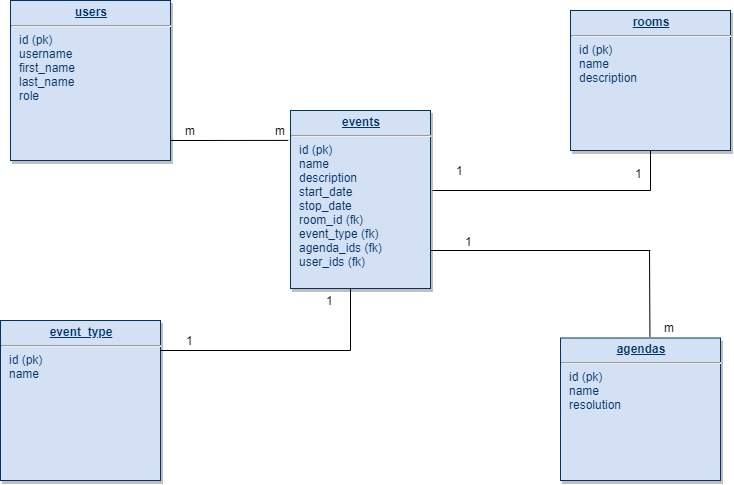 users
id (pk)
username
first_name
last_name
role
m
m
rooms
id (pk)
name
description
1
1
events
id (pk)
name
description
start_date
stop_date
room_id (fk)
event_type (fk)
agenda_ids (fk)
user_ids (fk)
1
m
1
1
event_type
id (pk)
name
agendas
id (pk)
name
resolution